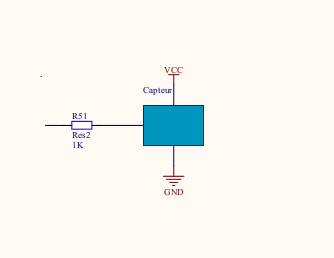 VCC
Capteur
R51
Res2
1K
GND